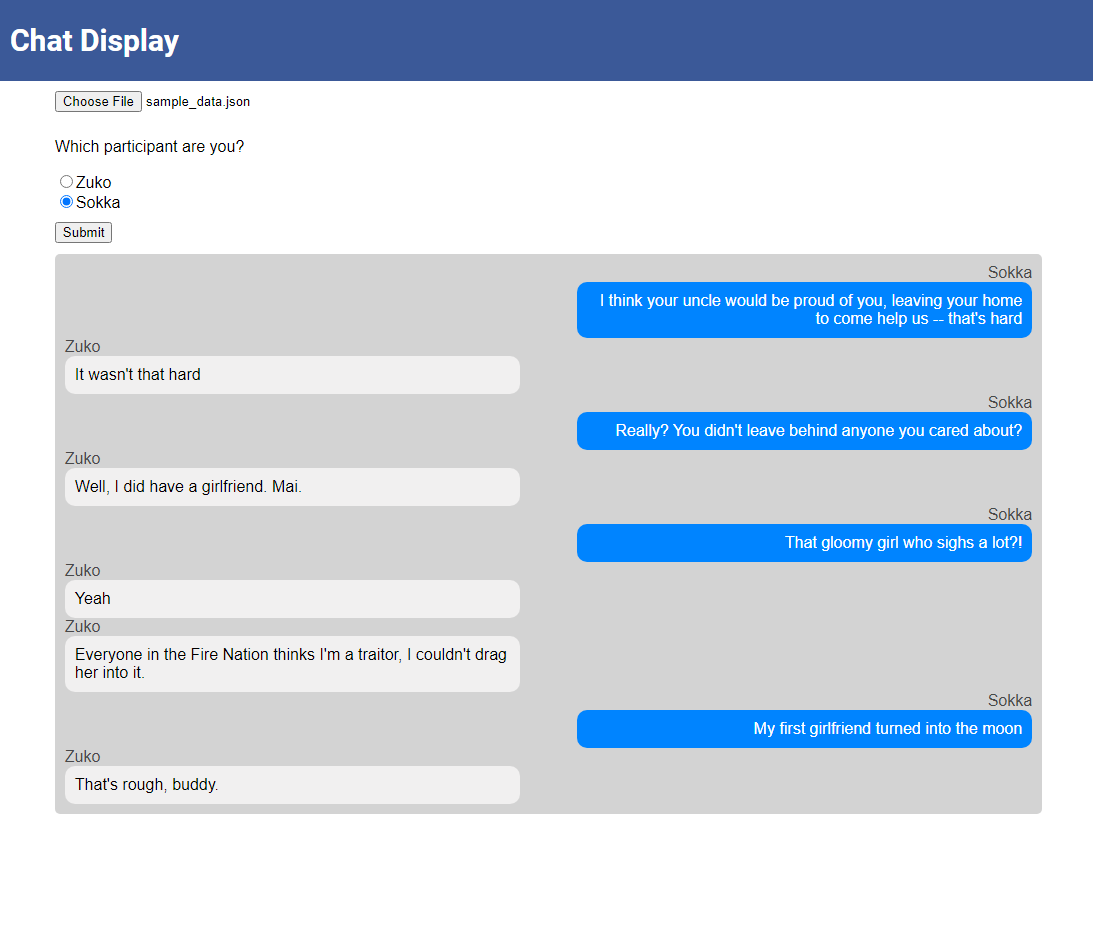 Chat Display
Choose File sample_data.json
Which participant are you?
Zuko
Sokka
Submit
Sokka
I think your uncle would be proud of you, leaving your home
to come help us -- that's hard
Zuko
It wasn't that hard
Sokka
Really? You didn't leave behind anyone you cared about?
Zuko
Well, I did have a girlfriend. Mai.
Sokka
That gloomy girl who sighs a lot?!
Zuko
Yeah
Zuko
Everyone in the Fire Nation thinks I'm a traitor, I couldn't drag
her into it.
Sokka
My first girlfriend turned into the moon
Zuko
That's rough, buddy.